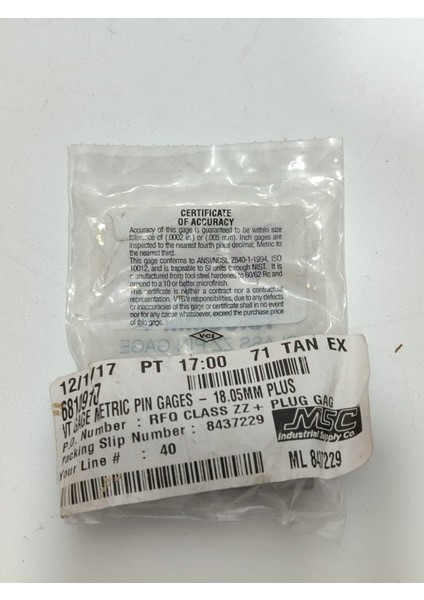 CERTIFICATE
OF ACCURACY
Accuracy of this gage is guaranteed to be within size
tolerance of (.0002 in.) or (.005 mm). Inch gages are
inspected to the nearest fourth place decimal; Metric to
the nearest third.
This gage conforms to ANSI/NCSL Z540-1-1994, ISO
10012, and is traceable to SI units through NIST. It is
manufactured from tool steel hardened to 60/62 Rc and
ground to a 10 or better microfinish.
This certificate is neither a contract nor a contractual
representation. VTG's responsibilities, due to any defects
or inaccuracies of this gage or certificate shall in no event
nor for any cause whatsoever, exceed the purchase price
of this gage.
VCI
CLASS ZZ PIN GAGE
12/1/17 PT 17:00 71 TAN EX
VT GAGE METRIC PIN GAGES - 18.05MM PLUS
P.O. Number : RFQ CLASS ZZ + PLUG GAG
Packing Slip Number : 8437229
Your Line # : 40
MSC
Industrial Supply Co.
ML 8437229